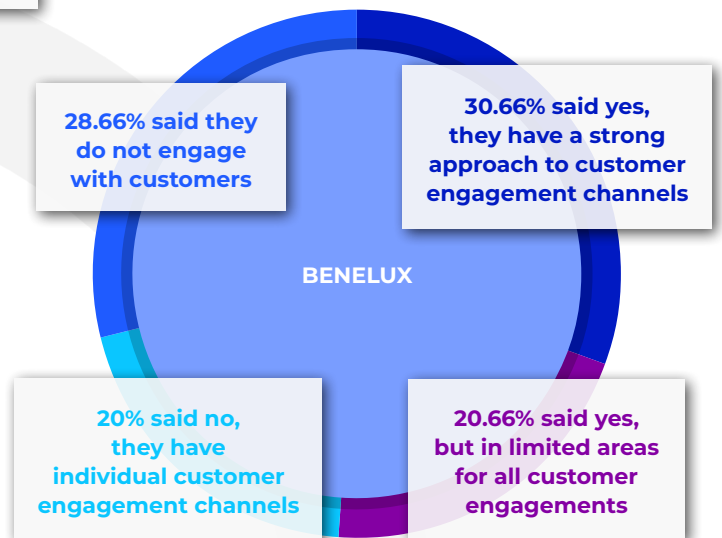 28.66% said they
do not engage
with customers
30.66% said yes,
they have a strong
approach to customer
engagement channels
BENELUX
20% said no,
they have
individual customer
engagement channels
20.66% said yes,
but in limited areas
for all customer
engagements